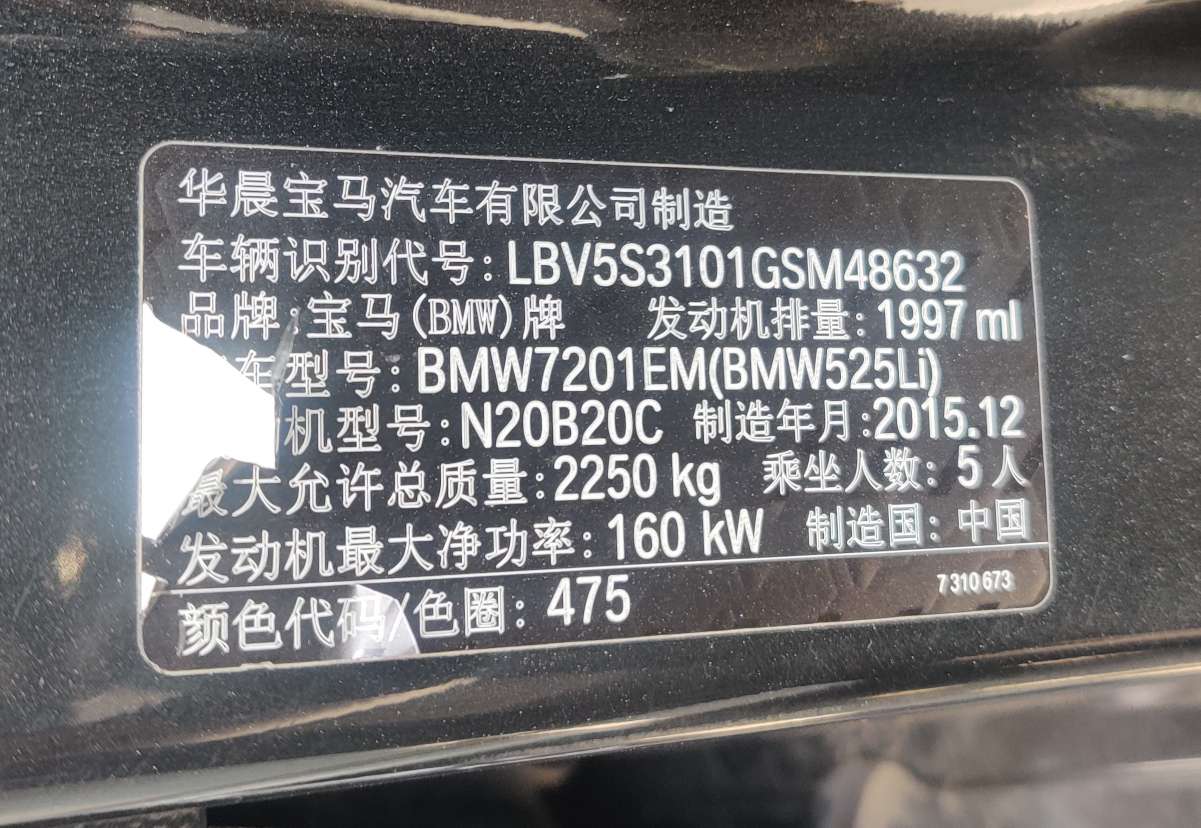 华晨宝马汽车有限公司制造
车辆识别代号:LBV5S3101GSM48632
品牌:宝马(BMW)牌 发动机排量:1997 ml
车型号:BMW7201EM(BMW525Li)
机型号:N20B20C 制造年月:2015.12
最大允许总质量:2250 kg 乘坐人数:5人
发动机最大净功率:160 kW 制造国:中国
颜色代码/色圈:475 7 310 673